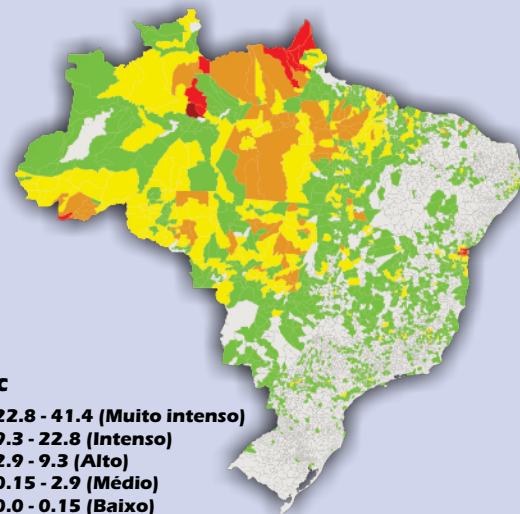 c
22.8 - 41.4 (Muito intenso)
9.3 - 22.8 (Intenso)
2.9 - 9.3 (Alto)
0.15 - 2.9 (Médio)
0.0 - 0.15 (Baixo)